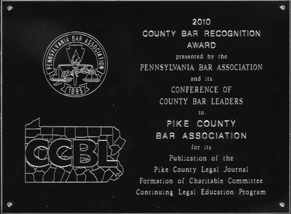 PENNSYLVANIA BAR ASSOCIATION
1895
CCBL
2010
COUNTY BAR RECOGNITION
AWARD
presented by the
PENNSYLVANIA BAR ASSOCIATION
and its
CONFERENCE OF
COUNTY BAR LEADERS
to
PIKE COUNTY
BAR ASSOCIATION
for its
Publication of the
Pike County Legal Journal
Formation of Charitable Committee
Continuing Legal Education Program